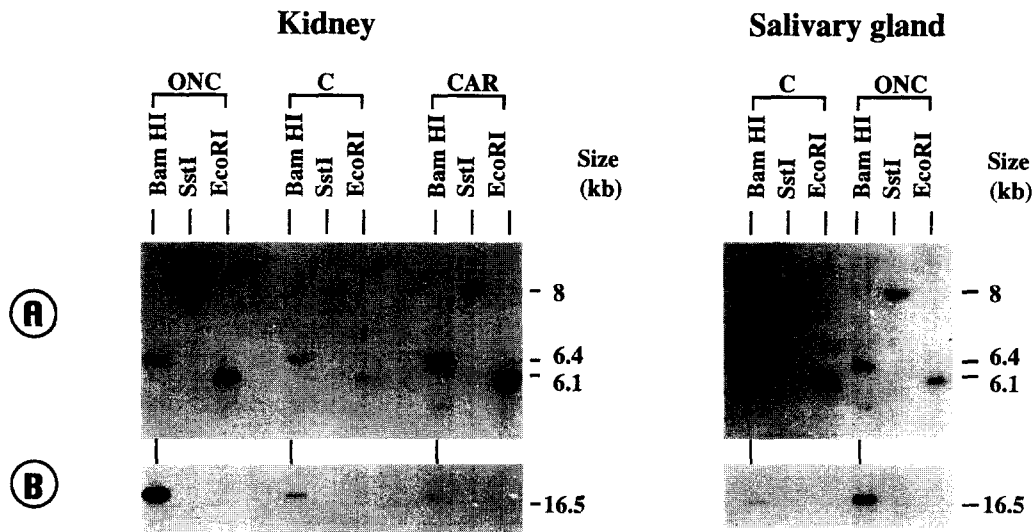 Kidney Salivary gland
ONC C CAR C ONC
Bam HI SstI EcoRI Bam HI SstI EcoRI Bam HI SstI EcoRI Size (kb) Bam HI SstI EcoRI Bam HI SstI EcoRI Size (kb)
A 8 8
6.4 6.4
6.1 6.1
B 16.5 16.5